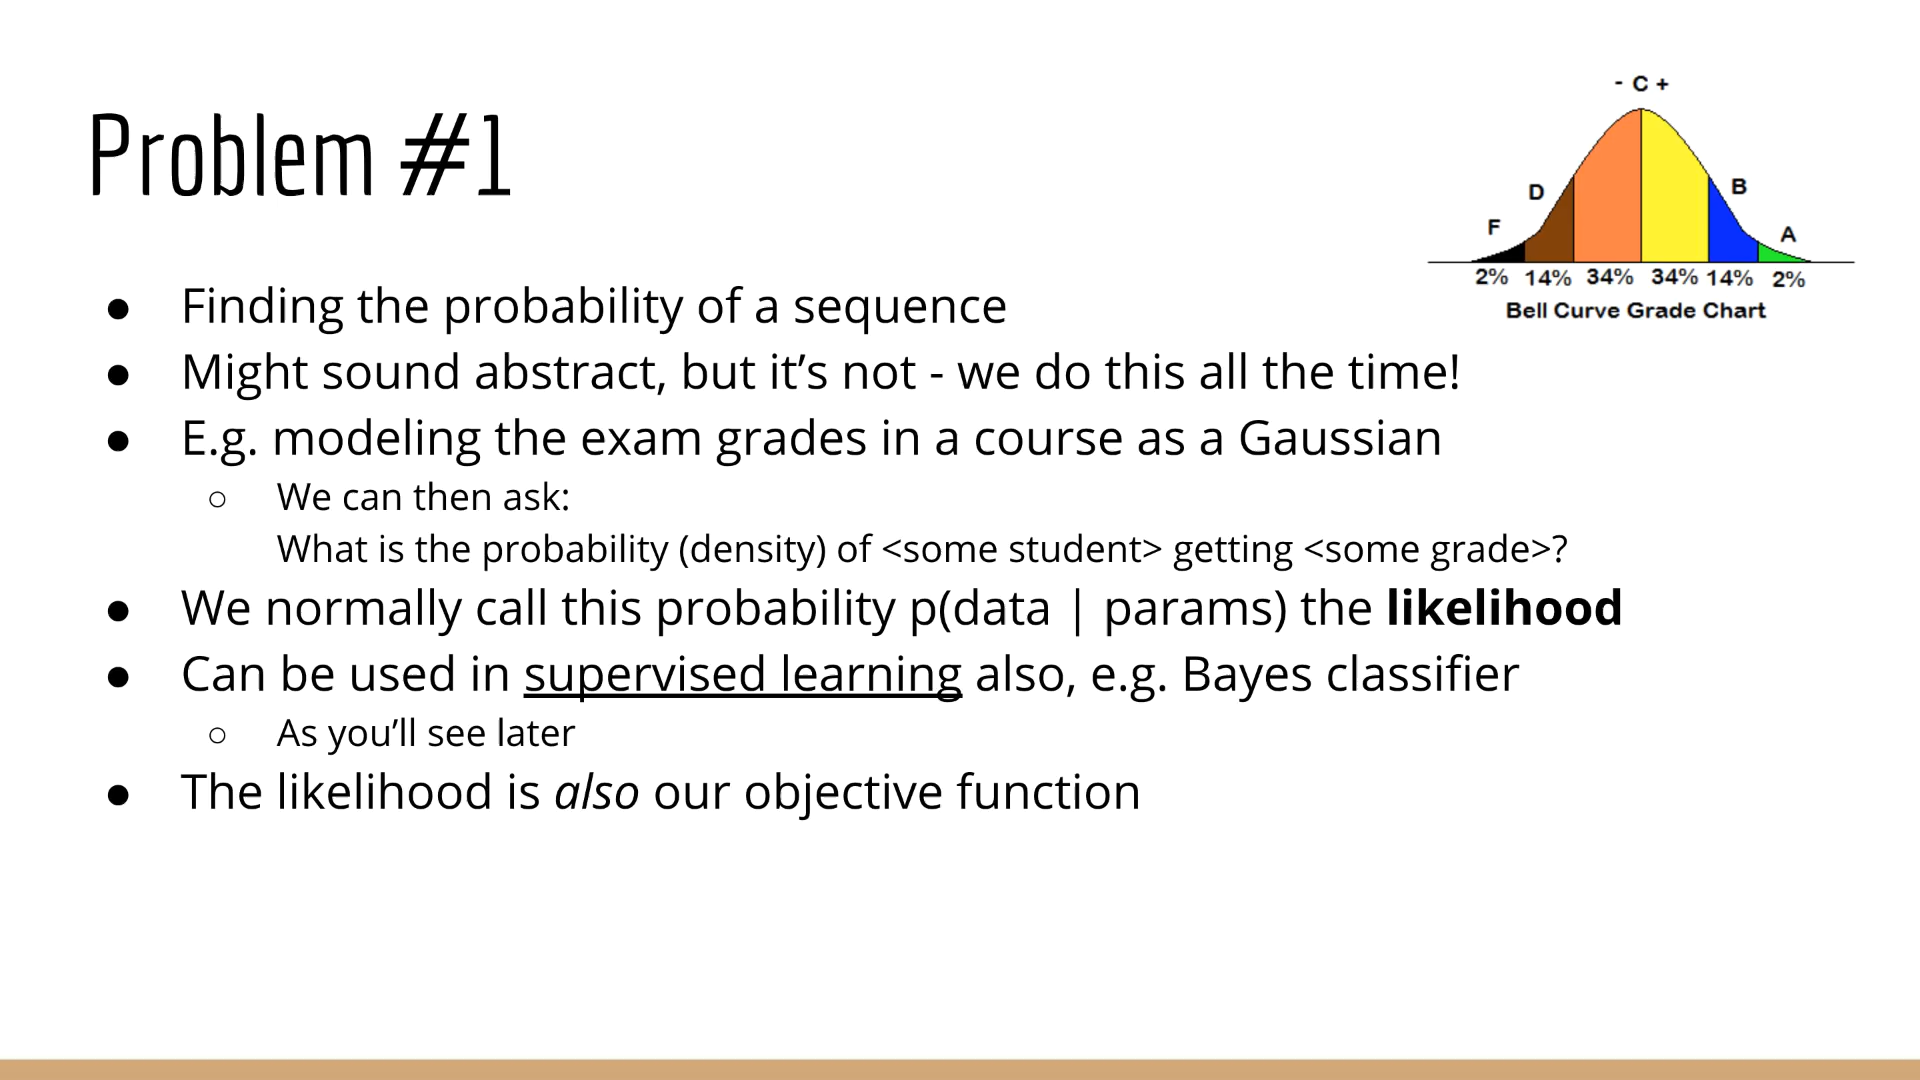 Problem #1
- C +
D
B
F
A
2% 14% 34% 34% 14% 2%
Bell Curve Grade Chart
● Finding the probability of a sequence
● Might sound abstract, but it’s not - we do this all the time!
● E.g. modeling the exam grades in a course as a Gaussian
○ We can then ask:
What is the probability (density) of <some student> getting <some grade>?
● We normally call this probability p(data | params) the likelihood
● Can be used in supervised learning also, e.g. Bayes classifier
○ As you’ll see later
● The likelihood is also our objective function